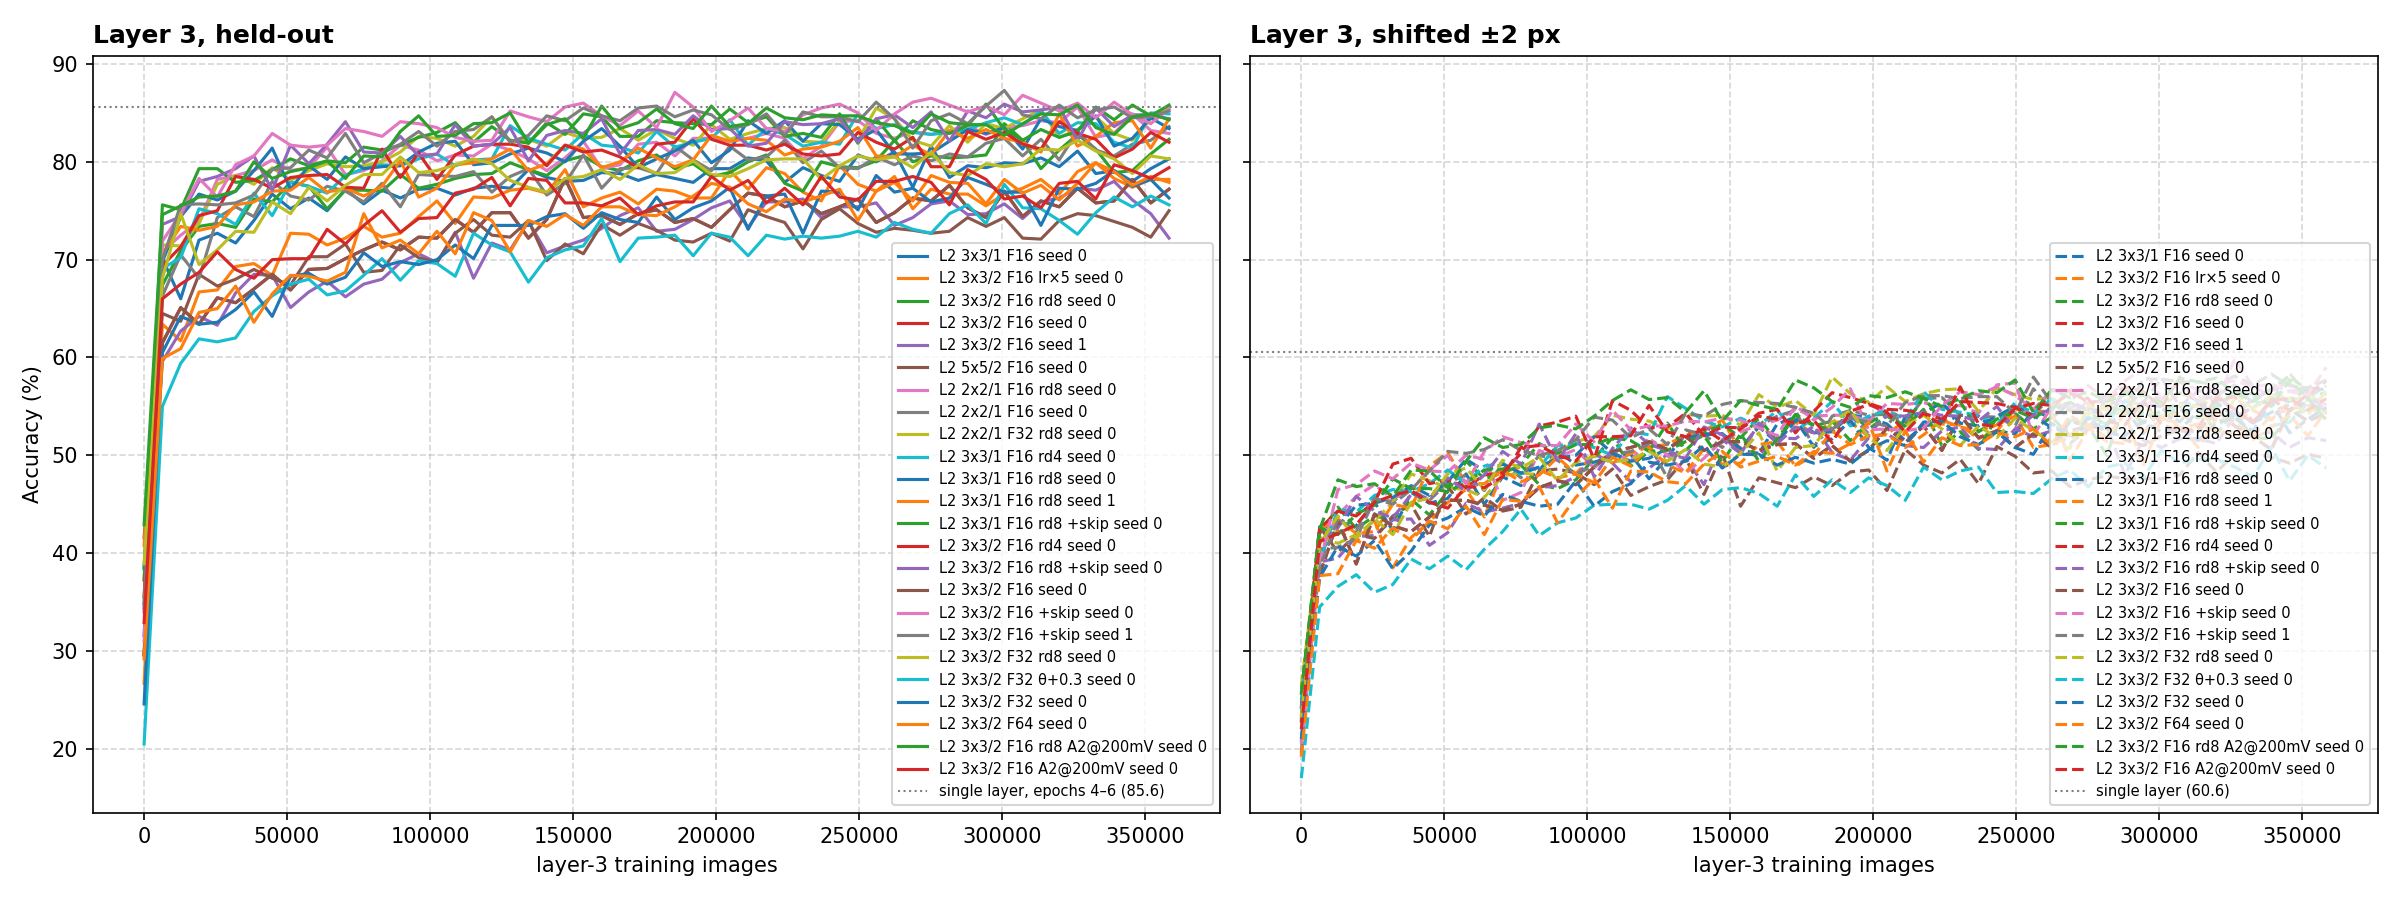 Layer 3, held-out
Layer 3, shifted ±2 px
Accuracy (%)
90
80
70
60
50
40
30
20
L2 3x3/1 F16 seed 0
L2 3x3/2 F16 lr×5 seed 0
L2 3x3/2 F16 rd8 seed 0
L2 3x3/2 F16 seed 0
L2 3x3/2 F16 seed 1
L2 5x5/2 F16 seed 0
L2 2x2/1 F16 rd8 seed 0
L2 2x2/1 F16 seed 0
L2 2x2/1 F32 rd8 seed 0
L2 3x3/1 F16 rd4 seed 0
L2 3x3/1 F16 rd8 seed 0
L2 3x3/1 F16 rd8 seed 1
L2 3x3/1 F16 rd8 +skip seed 0
L2 3x3/2 F16 rd4 seed 0
L2 3x3/2 F16 rd8 +skip seed 0
L2 3x3/2 F16 seed 0
L2 3x3/2 F16 +skip seed 0
L2 3x3/2 F16 +skip seed 1
L2 3x3/2 F32 rd8 seed 0
L2 3x3/2 F32 θ+0.3 seed 0
L2 3x3/2 F32 seed 0
L2 3x3/2 F64 seed 0
L2 3x3/2 F16 rd8 A2@200mV seed 0
L2 3x3/2 F16 A2@200mV seed 0
single layer, epochs 4–6 (85.6)
0 50000 100000 150000 200000 250000 300000 350000
layer-3 training images
L2 3x3/1 F16 seed 0
L2 3x3/2 F16 lr×5 seed 0
L2 3x3/2 F16 rd8 seed 0
L2 3x3/2 F16 seed 0
L2 3x3/2 F16 seed 1
L2 5x5/2 F16 seed 0
L2 2x2/1 F16 rd8 seed 0
L2 2x2/1 F16 seed 0
L2 2x2/1 F32 rd8 seed 0
L2 3x3/1 F16 rd4 seed 0
L2 3x3/1 F16 rd8 seed 0
L2 3x3/1 F16 rd8 seed 1
L2 3x3/1 F16 rd8 +skip seed 0
L2 3x3/2 F16 rd4 seed 0
L2 3x3/2 F16 rd8 +skip seed 0
L2 3x3/2 F16 seed 0
L2 3x3/2 F16 +skip seed 0
L2 3x3/2 F16 +skip seed 1
L2 3x3/2 F32 rd8 seed 0
L2 3x3/2 F32 θ+0.3 seed 0
L2 3x3/2 F32 seed 0
L2 3x3/2 F64 seed 0
L2 3x3/2 F16 rd8 A2@200mV seed 0
L2 3x3/2 F16 A2@200mV seed 0
single layer (60.6)
0 50000 100000 150000 200000 250000 300000 350000
layer-3 training images